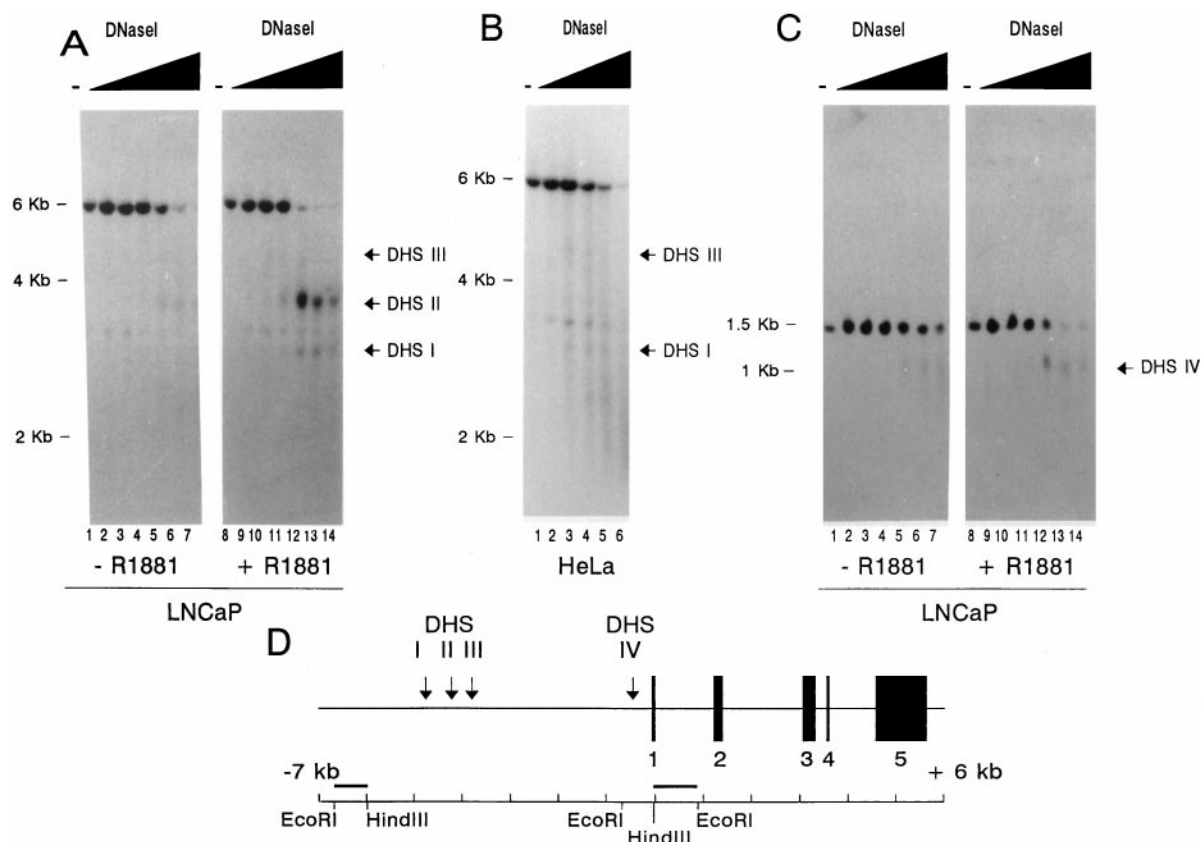 A
DNaseI
DNaseI
- -
6 Kb –
4 Kb –
2 Kb –
← DHS III
← DHS II
← DHS I
1 2 3 4 5 6 7
8 9 10 11 12 13 14
- R1881
+ R1881
LNCaP
B
DNaseI
-
6 Kb –
4 Kb –
2 Kb –
← DHS III
← DHS I
1 2 3 4 5 6
HeLa
C
DNaseI
DNaseI
- -
1.5 Kb –
1 Kb –
← DHS IV
1 2 3 4 5 6 7
8 9 10 11 12 13 14
- R1881
+ R1881
LNCaP
D
DHS
I II III
DHS
IV
1 2 3 4 5
-7 kb
+ 6 kb
EcoRI HindIII EcoRI HindIII EcoRI